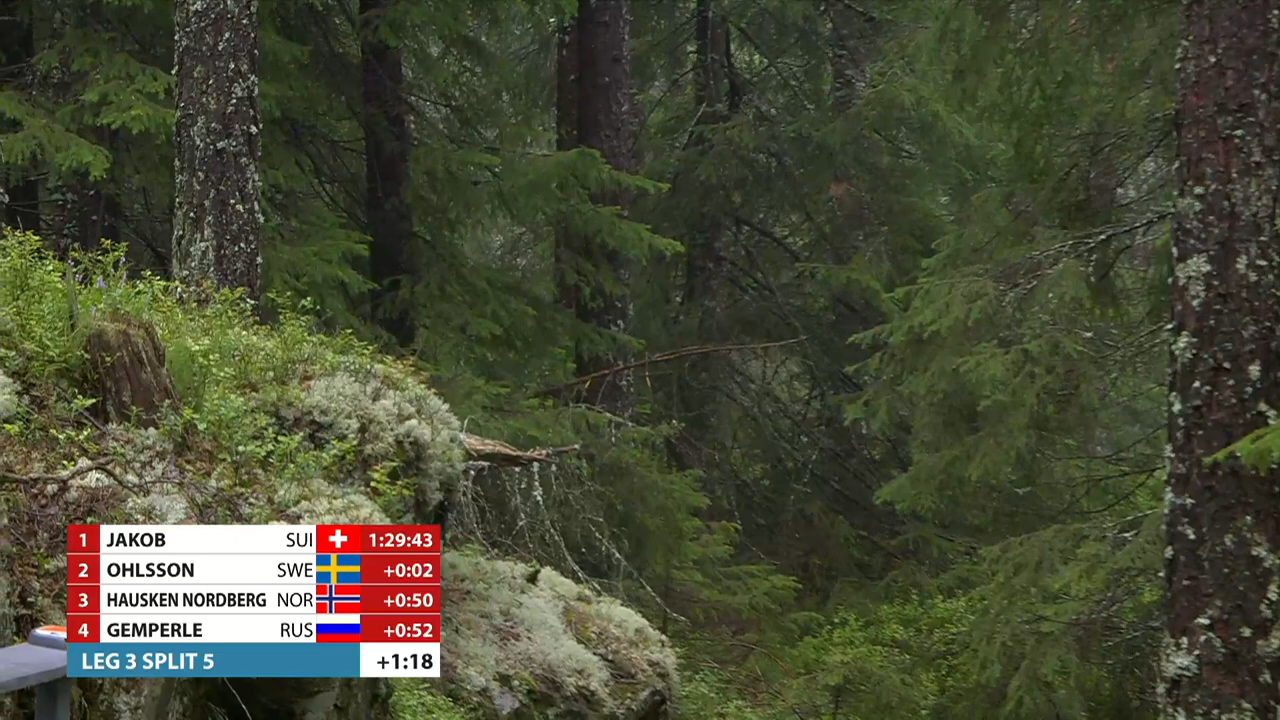 1 JAKOB SUI 1:29:43
2 OHLSSON SWE +0:02
3 HAUSKEN NORDBERG NOR +0:50
4 GEMPERLE RUS +0:52
LEG 3 SPLIT 5 +1:18